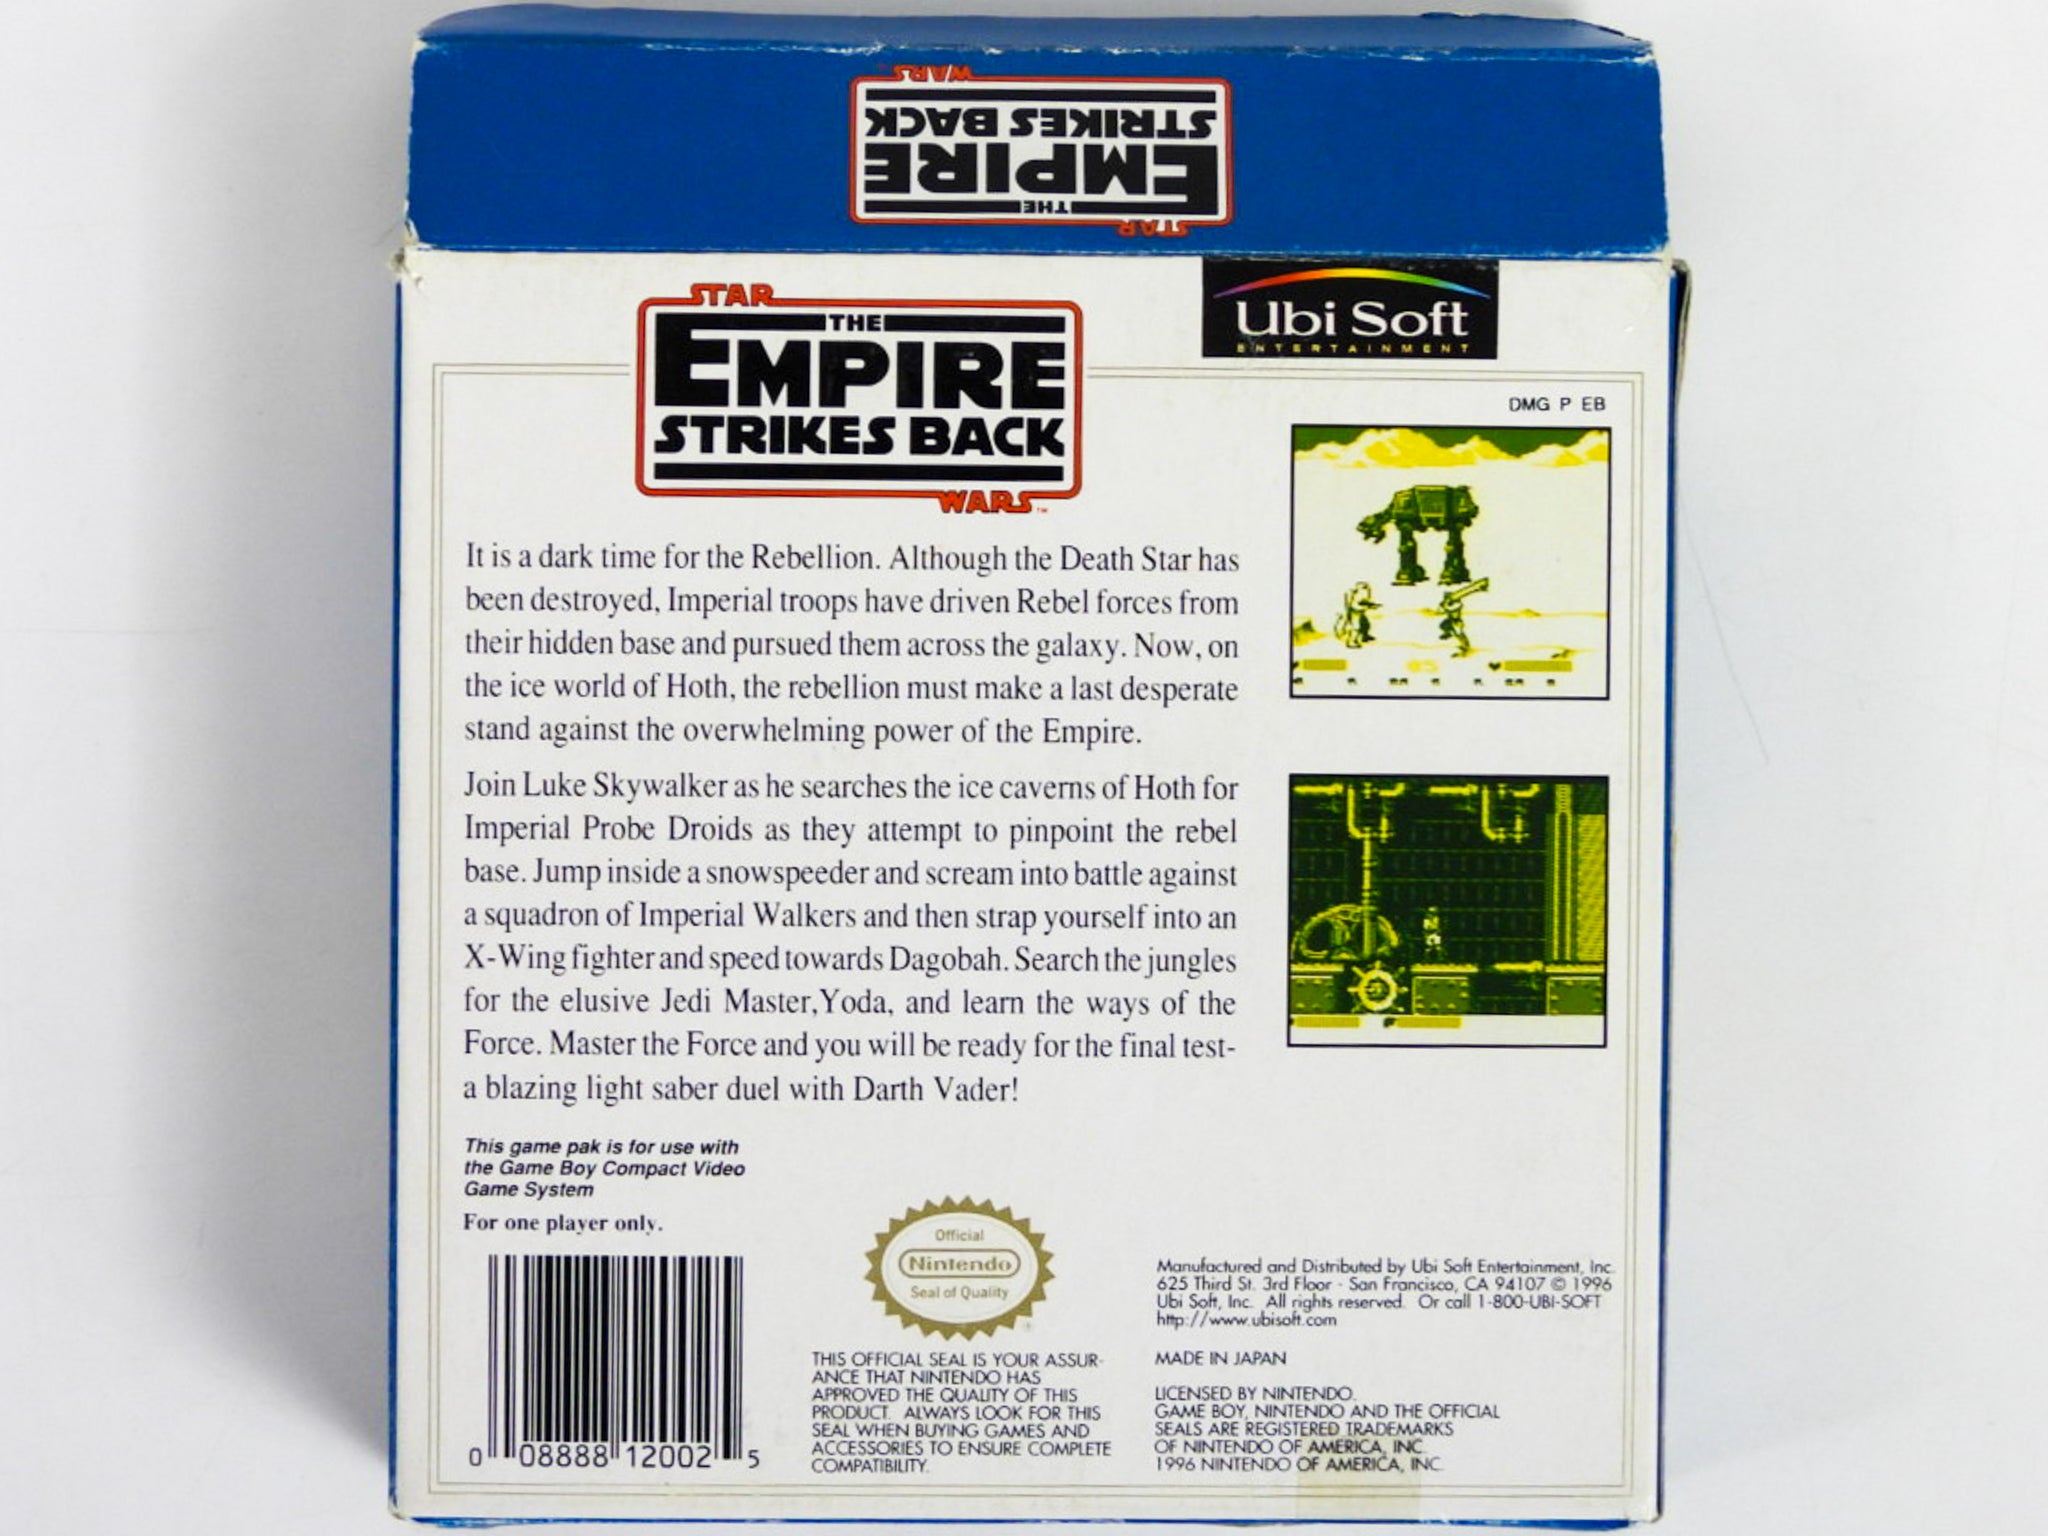 STAR
THE
EMPIRE
STRIKES BACK
WARS
STAR
THE
EMPIRE
STRIKES BACK
WARS™
Ubi Soft
ENTERTAINMENT
DMG P EB
It is a dark time for the Rebellion. Although the Death Star has
been destroyed, Imperial troops have driven Rebel forces from
their hidden base and pursued them across the galaxy. Now, on
the ice world of Hoth, the rebellion must make a last desperate
stand against the overwhelming power of the Empire.
Join Luke Skywalker as he searches the ice caverns of Hoth for
Imperial Probe Droids as they attempt to pinpoint the rebel
base. Jump inside a snowspeeder and scream into battle against
a squadron of Imperial Walkers and then strap yourself into an
X-Wing fighter and speed towards Dagobah. Search the jungles
for the elusive Jedi Master,Yoda, and learn the ways of the
Force. Master the Force and you will be ready for the final test-
a blazing light saber duel with Darth Vader!
This game pak is for use with
the Game Boy Compact Video
Game System
For one player only.
0 08888 12002 5
Official
Nintendo
Seal of Quality
THIS OFFICIAL SEAL IS YOUR ASSUR-
ANCE THAT NINTENDO HAS
APPROVED THE QUALITY OF THIS
PRODUCT. ALWAYS LOOK FOR THIS
SEAL WHEN BUYING GAMES AND
ACCESSORIES TO ENSURE COMPLETE
COMPATIBILITY.
Manufactured and Distributed by Ubi Soft Entertainment, Inc.
625 Third St. 3rd Floor · San Francisco, CA 94107 © 1996
Ubi Soft, Inc. All rights reserved. Or call 1-800-UBI-SOFT
http://www.ubisoft.com
MADE IN JAPAN
LICENSED BY NINTENDO.
GAME BOY, NINTENDO AND THE OFFICIAL
SEALS ARE REGISTERED TRADEMARKS
OF NINTENDO OF AMERICA, INC.
1996 NINTENDO OF AMERICA, INC.